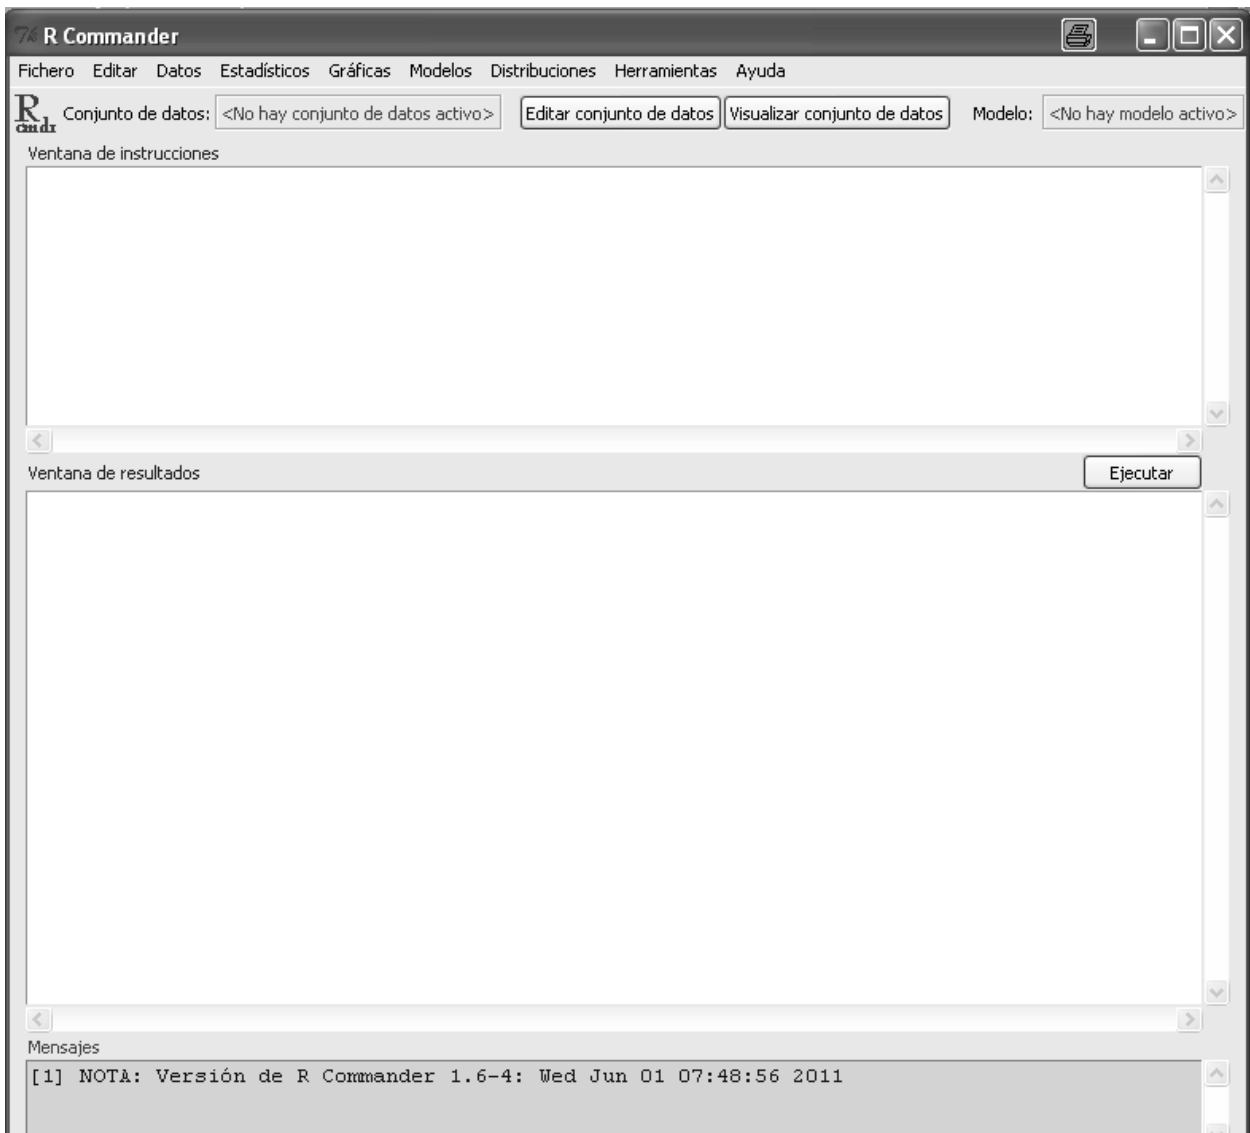 R Commander
Fichero Editar Datos Estadísticos Gráficas Modelos Distribuciones Herramientas Ayuda
R cmdr Conjunto de datos: <No hay conjunto de datos activo> Editar conjunto de datos Visualizar conjunto de datos Modelo: <No hay modelo activo>
Ventana de instrucciones
Ventana de resultados Ejecutar
Mensajes
[1] NOTA: Versión de R Commander 1.6-4: Wed Jun 01 07:48:56 2011